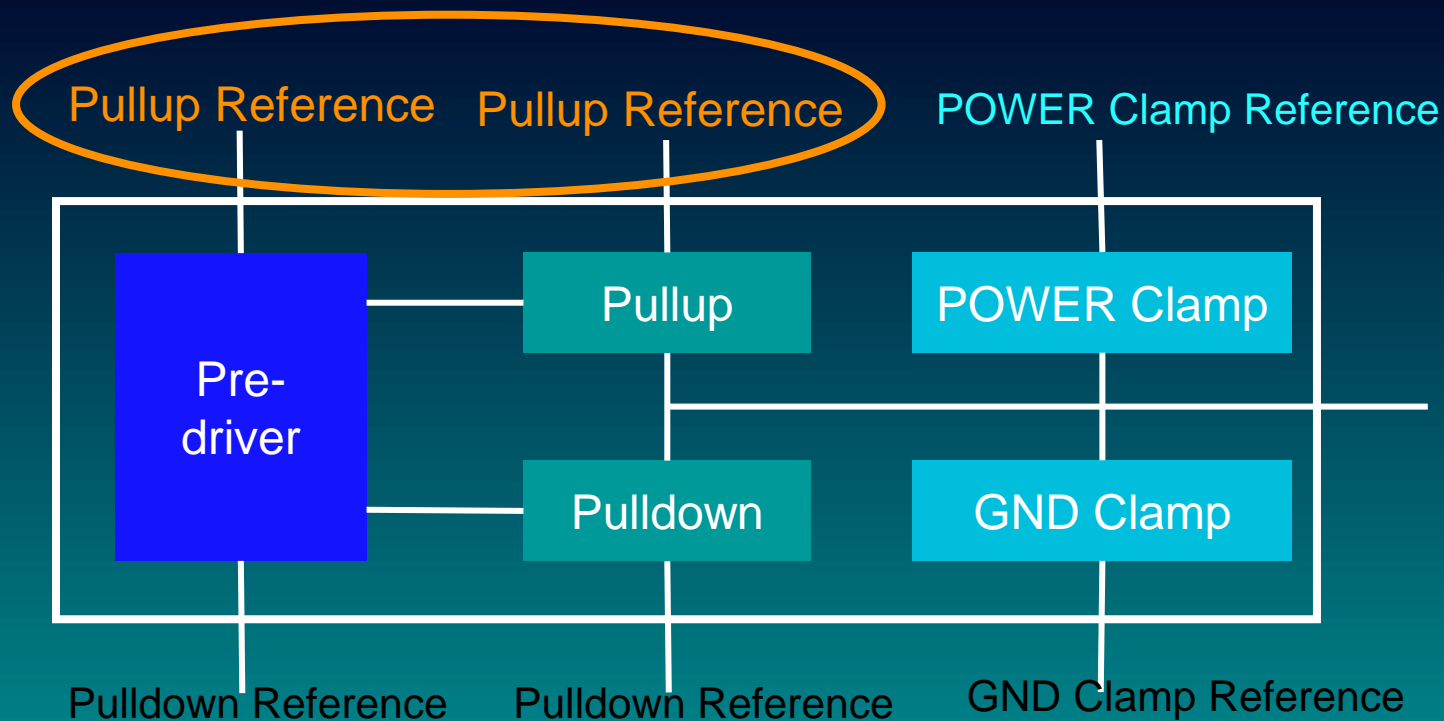 Pullup Reference
Pullup Reference
POWER Clamp Reference
Pre-
driver
Pullup
POWER Clamp
Pulldown
GND Clamp
Pulldown Reference
Pulldown Reference
GND Clamp Reference